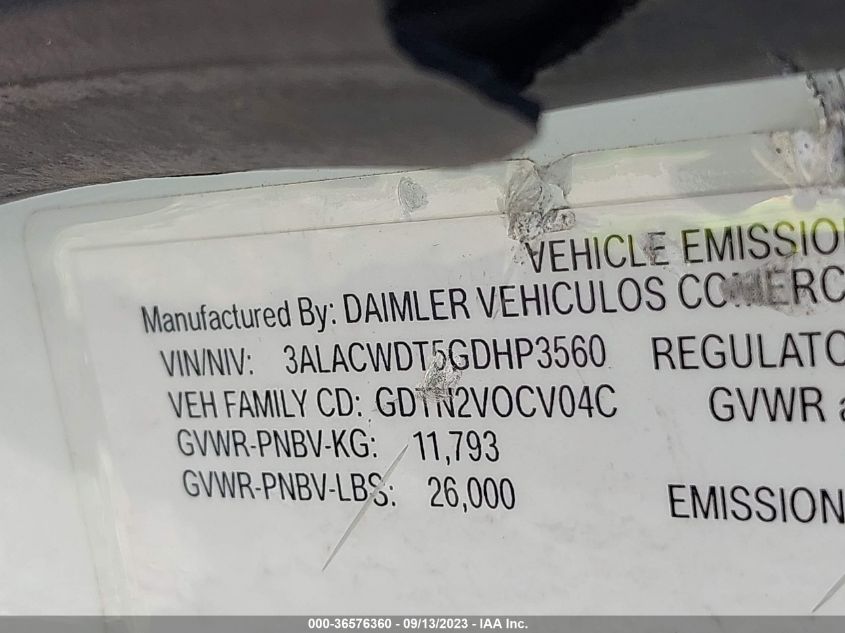 VEHICLE EMISSIO
Manufactured By: DAIMLER VEHICULOS COMERC
VIN/NIV: 3ALACWDT5GDHP3560 REGULATO
VEH FAMILY CD: GDTN2VOCV04C GVWR a
GVWR-PNBV-KG: 11,793
GVWR-PNBV-LBS: 26,000 EMISSION
000-36576360 - 09/13/2023 - IAA Inc.